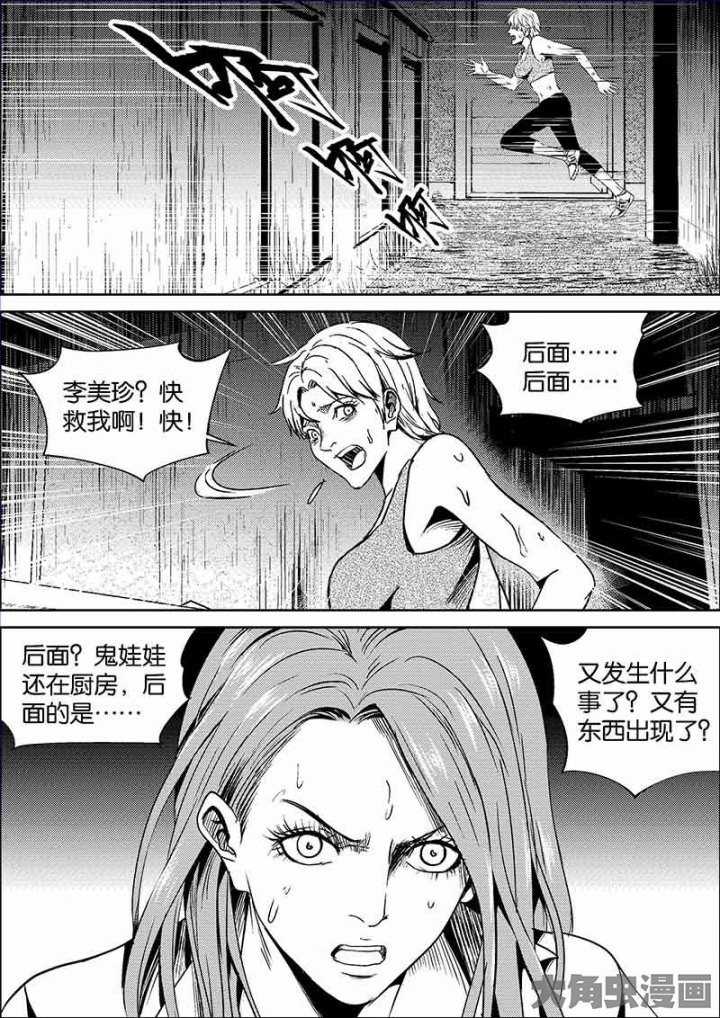 啊
啊
啊
啊
后面……
后面……
李美珍？快
救我啊！快！
又发生什么
事了？又有
东西出现了？
后面？鬼娃娃
还在厨房，后
面的是……
大角虫漫画